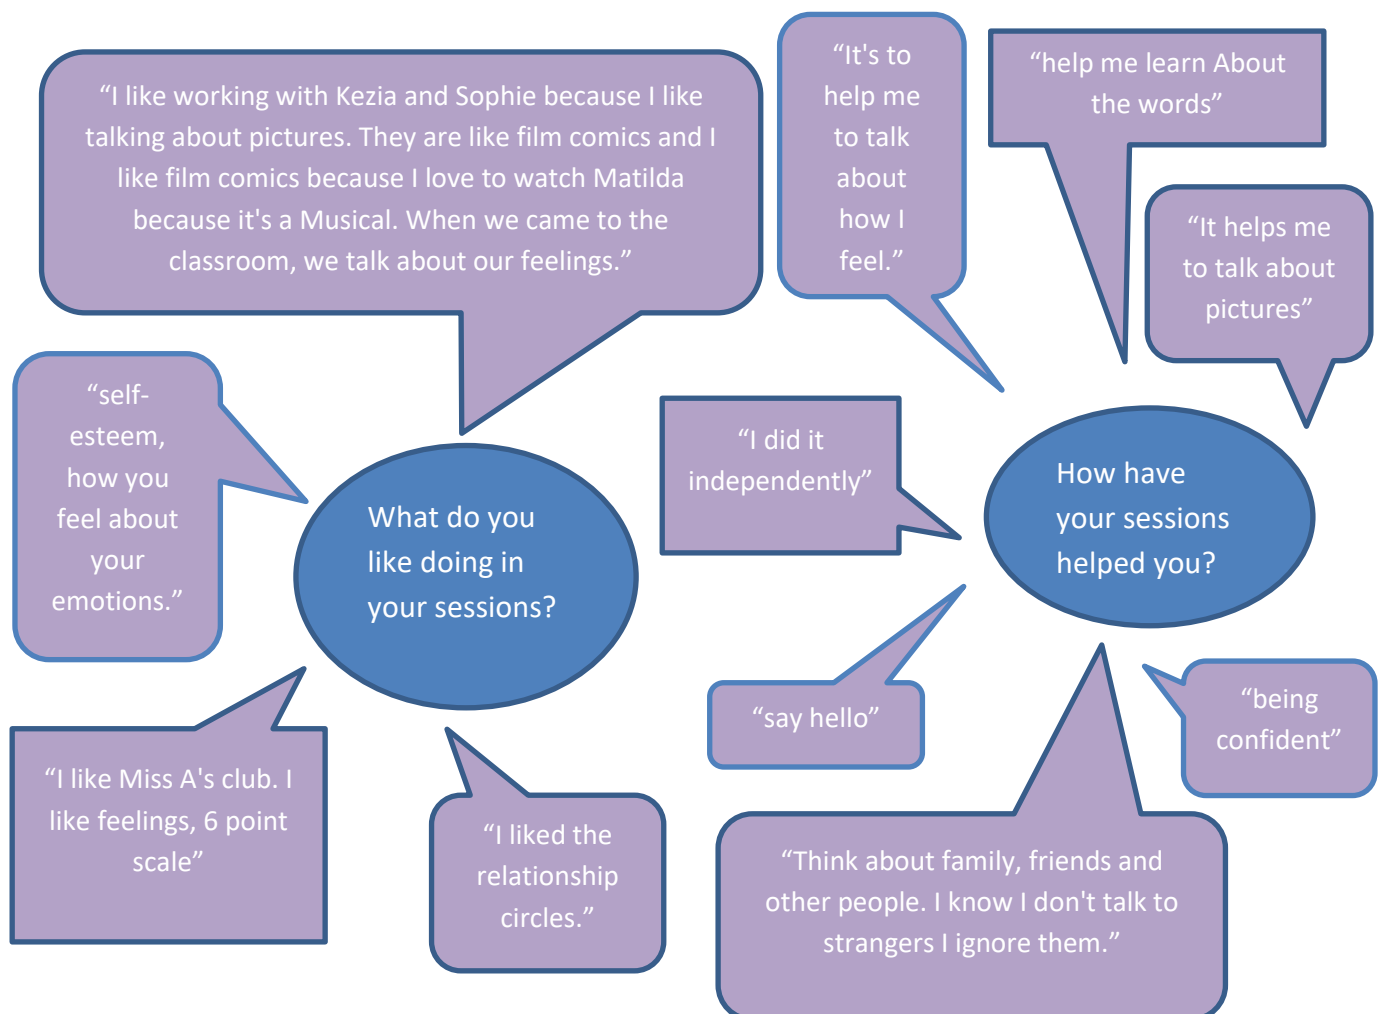 “I like working with Kezia and Sophie because I like
talking about pictures. They are like film comics and I
like film comics because I love to watch Matilda
because it's a Musical. When we came to the
classroom, we talk about our feelings.”
“self-
esteem,
how you
feel about
your
emotions.”
What do you
like doing in
your sessions?
“I like Miss A's club. I
like feelings, 6 point
scale”
“I liked the
relationship
circles.”
“It's to
help me
to talk
about
how I
feel.”
“help me learn About
the words”
“It helps me
to talk about
pictures”
“I did it
independently”
How have
your sessions
helped you?
“say hello”
“being
confident”
“Think about family, friends and
other people. I know I don't talk to
strangers I ignore them.”